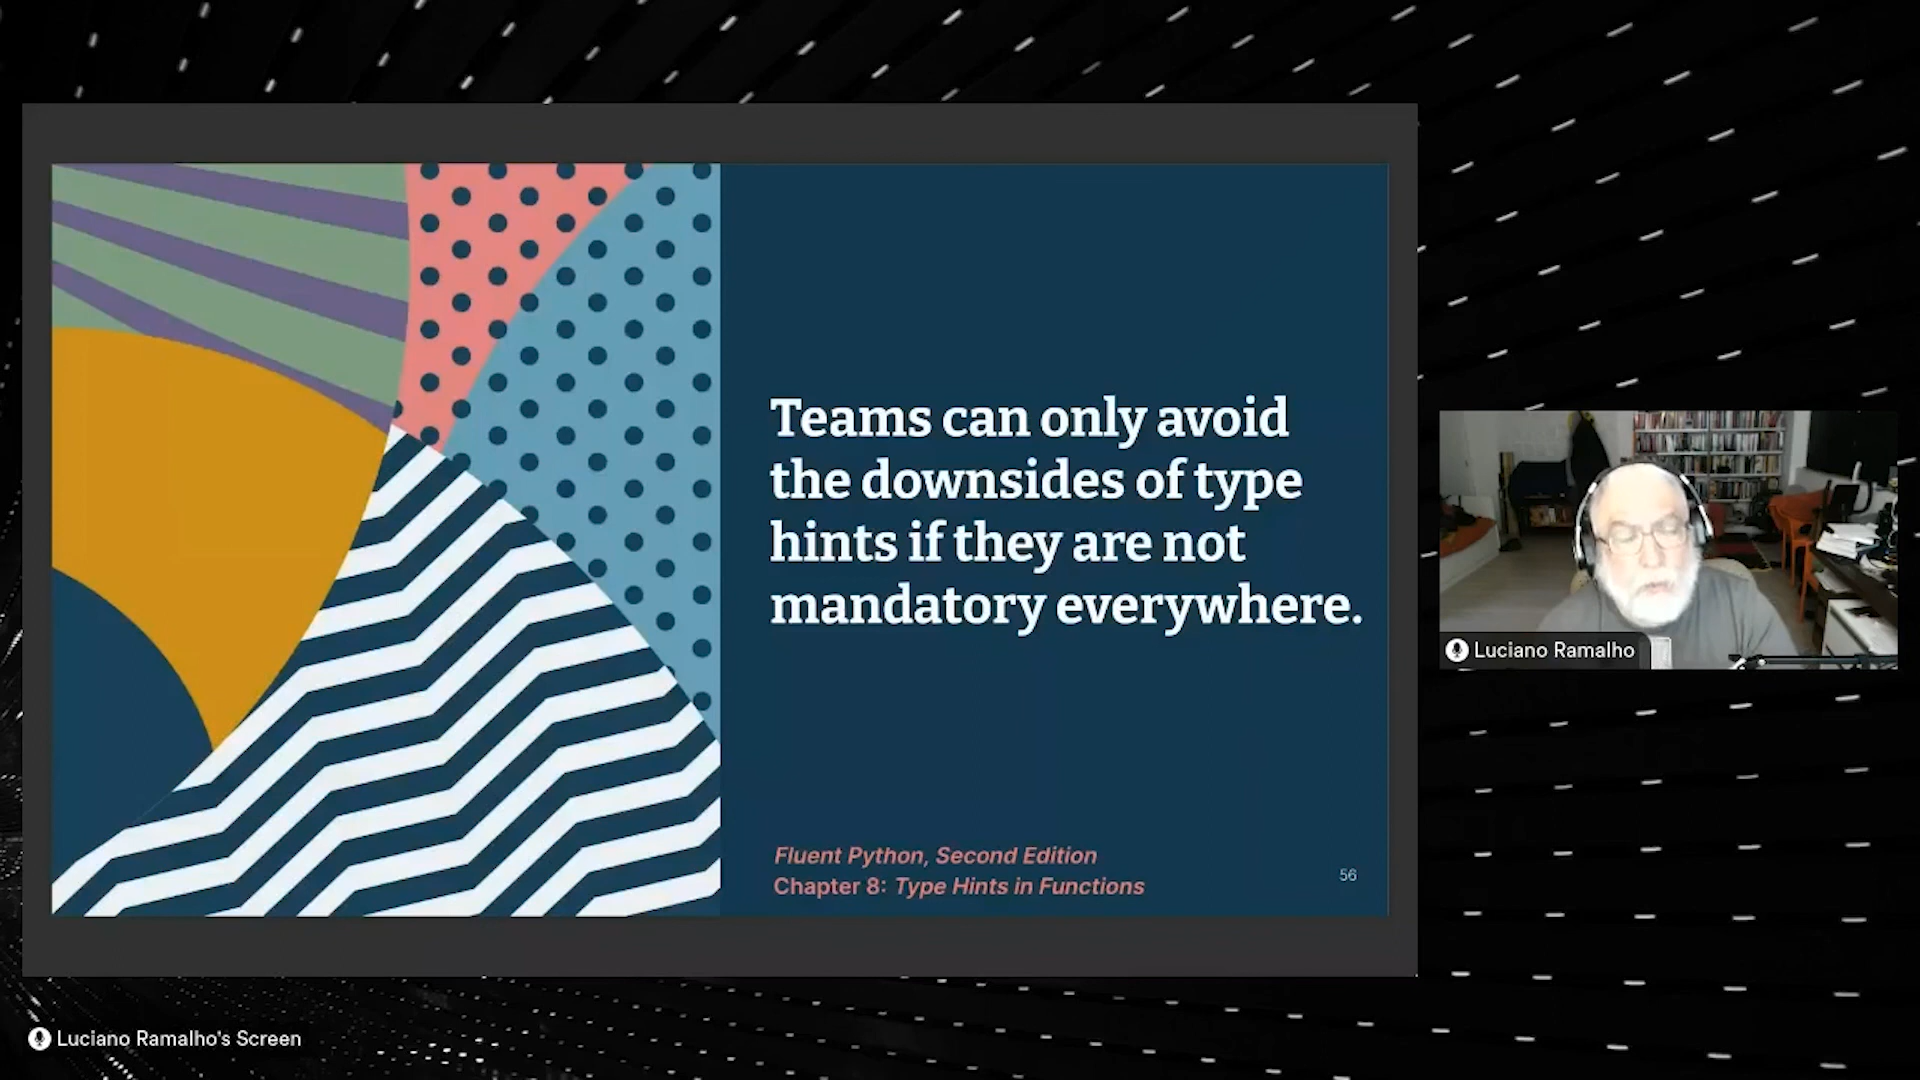 Teams can only avoid
the downsides of type
hints if they are not
mandatory everywhere.
Fluent Python, Second Edition
Chapter 8: Type Hints in Functions
56
Luciano Ramalho
Luciano Ramalho's Screen